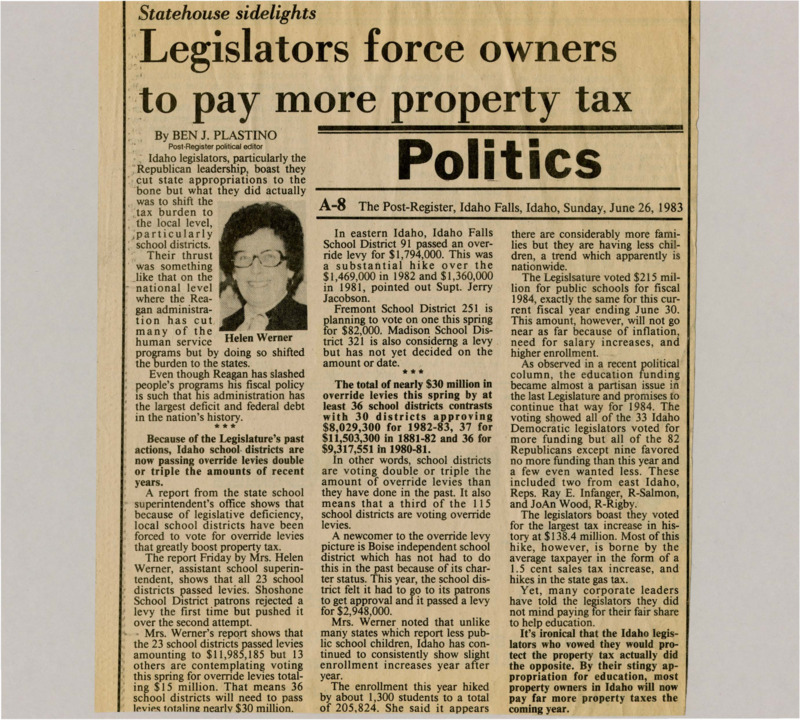 Statehouse sidelights
Legislators force owners
to pay more property tax
By BEN J. PLASTINO
Post-Register political editor
Idaho legislators, particularly the
Republican leadership, boast they
cut state appropriations to the
bone but what they did actually
was to shift the
tax burden to
the local level,
particularly
school districts.
Their thrust
was something
like that on the
national level
where the Rea-
gan administra-
tion has cut
many of the
human service
programs but by doing so shifted
the burden to the states.
Even though Reagan has slashed
people's programs his fiscal policy
is such that his administration has
the largest deficit and federal debt
in the nation's history.
* * *
Because of the Legislature's past
actions, Idaho school districts are
now passing override levies double
or triple the amounts of recent
years.
A report from the state school
superintendent's office shows that
because of legislative deficiency,
local school districts have been
forced to vote for override levies
that greatly boost property tax.
The report Friday by Mrs. Helen
Werner, assistant school superin-
tendent, shows that all 23 school
districts passed levies. Shoshone
School District patrons rejected a
levy the first time but pushed it
over the second attempt.
Mrs. Werner's report shows that
the 23 school districts passed levies
amounting to $11,985,185 but 13
others are contemplating voting
this spring for override levies total-
ing $15 million. That means 36
school districts will need to pass
levies totaling nearly $30 million.
Helen Werner
Politics
A-8 The Post-Register, Idaho Falls, Idaho, Sunday, June 26, 1983
In eastern Idaho, Idaho Falls
School District 91 passed an over-
ride levy for $1,794,000. This was
a substantial hike over the
$1,469,000 in 1982 and $1,360,000
in 1981, pointed out Supt. Jerry
Jacobson.
Fremont School District 251 is
planning to vote on one this spring
for $82,000. Madison School Dis-
trict 321 is also considerng a levy
but has not yet decided on the
amount or date.
* * *
The total of nearly $30 million in
override levies this spring by at
least 36 school districts contrasts
with 30 districts approving
$8,029,300 for 1982-83, 37 for
$11,503,300 in 1881-82 and 36 for
$9,317,551 in 1980-81.
In other words, school districts
are voting double or triple the
amount of override levies than
they have done in the past. It also
means that a third of the 115
school districts are voting override
levies.
A newcomer to the override levy
picture is Boise independent school
district which has not had to do
this in the past because of its char-
ter status. This year, the school dis-
trict felt it had to go to its patrons
to get approval and it passed a levy
for $2,948,000.
Mrs. Werner noted that unlike
many states which report less pub-
lic school children, Idaho has con-
tinued to consistently show slight
enrollment increases year after
year.
The enrollment this year hiked
by about 1,300 students to a total
of 205,824. She said it appears
there are considerably more fami-
lies but they are having less chil-
dren, a trend which apparently is
nationwide.
The Legislsature voted $215 mil-
lion for public schools for fiscal
1984, exactly the same for this cur-
rent fiscal year ending June 30.
This amount, however, will not go
near as far because of inflation,
need for salary increases, and
higher enrollment.
As observed in a recent political
column, the education funding
became almost a partisan issue in
the last Legislature and promises to
continue that way for 1984. The
voting showed all of the 33 Idaho
Democratic legislators voted for
more funding but all of the 82
Republicans except nine favored
no more funding than this year and
a few even wanted less. These
included two from east Idaho,
Reps. Ray E. Infanger, R-Salmon,
and JoAn Wood, R-Rigby.
The legislators boast they voted
for the largest tax increase in his-
tory at $138.4 million. Most of this
hike, however, is borne by the
average taxpayer in the form of a
1.5 cent sales tax increase, and
hikes in the state gas tax.
Yet, many corporate leaders
have told the legislators they did
not mind paying for their fair share
to help education.
It's ironical that the Idaho legis-
lators who vowed they would pro-
tect the property tax actually did
the opposite. By their stingy ap-
propriation for education, most
property owners in Idaho will now
pay far more property taxes the
coming year.